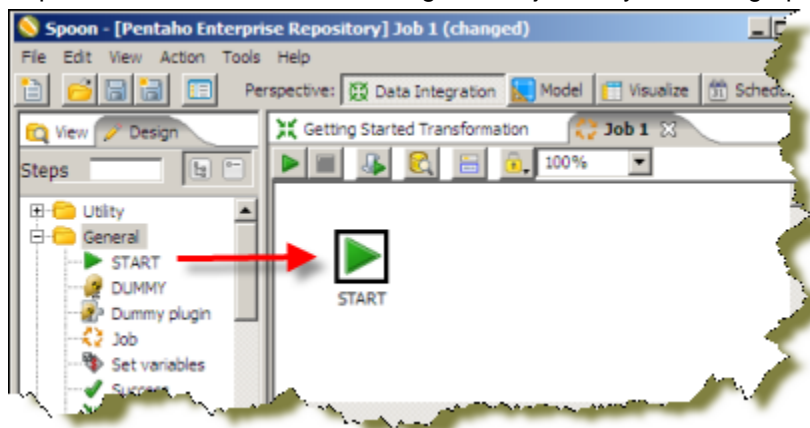 Spoon - [Pentaho Enterprise Repository] Job 1 (changed)
File Edit View Action Tools Help
Perspective: Data Integration Model Visualize
View Design
Getting Started Transformation Job 1
Steps
100%
Utility
General
START
DUMMY
Dummy plugin
Job
Set variables
Success
START